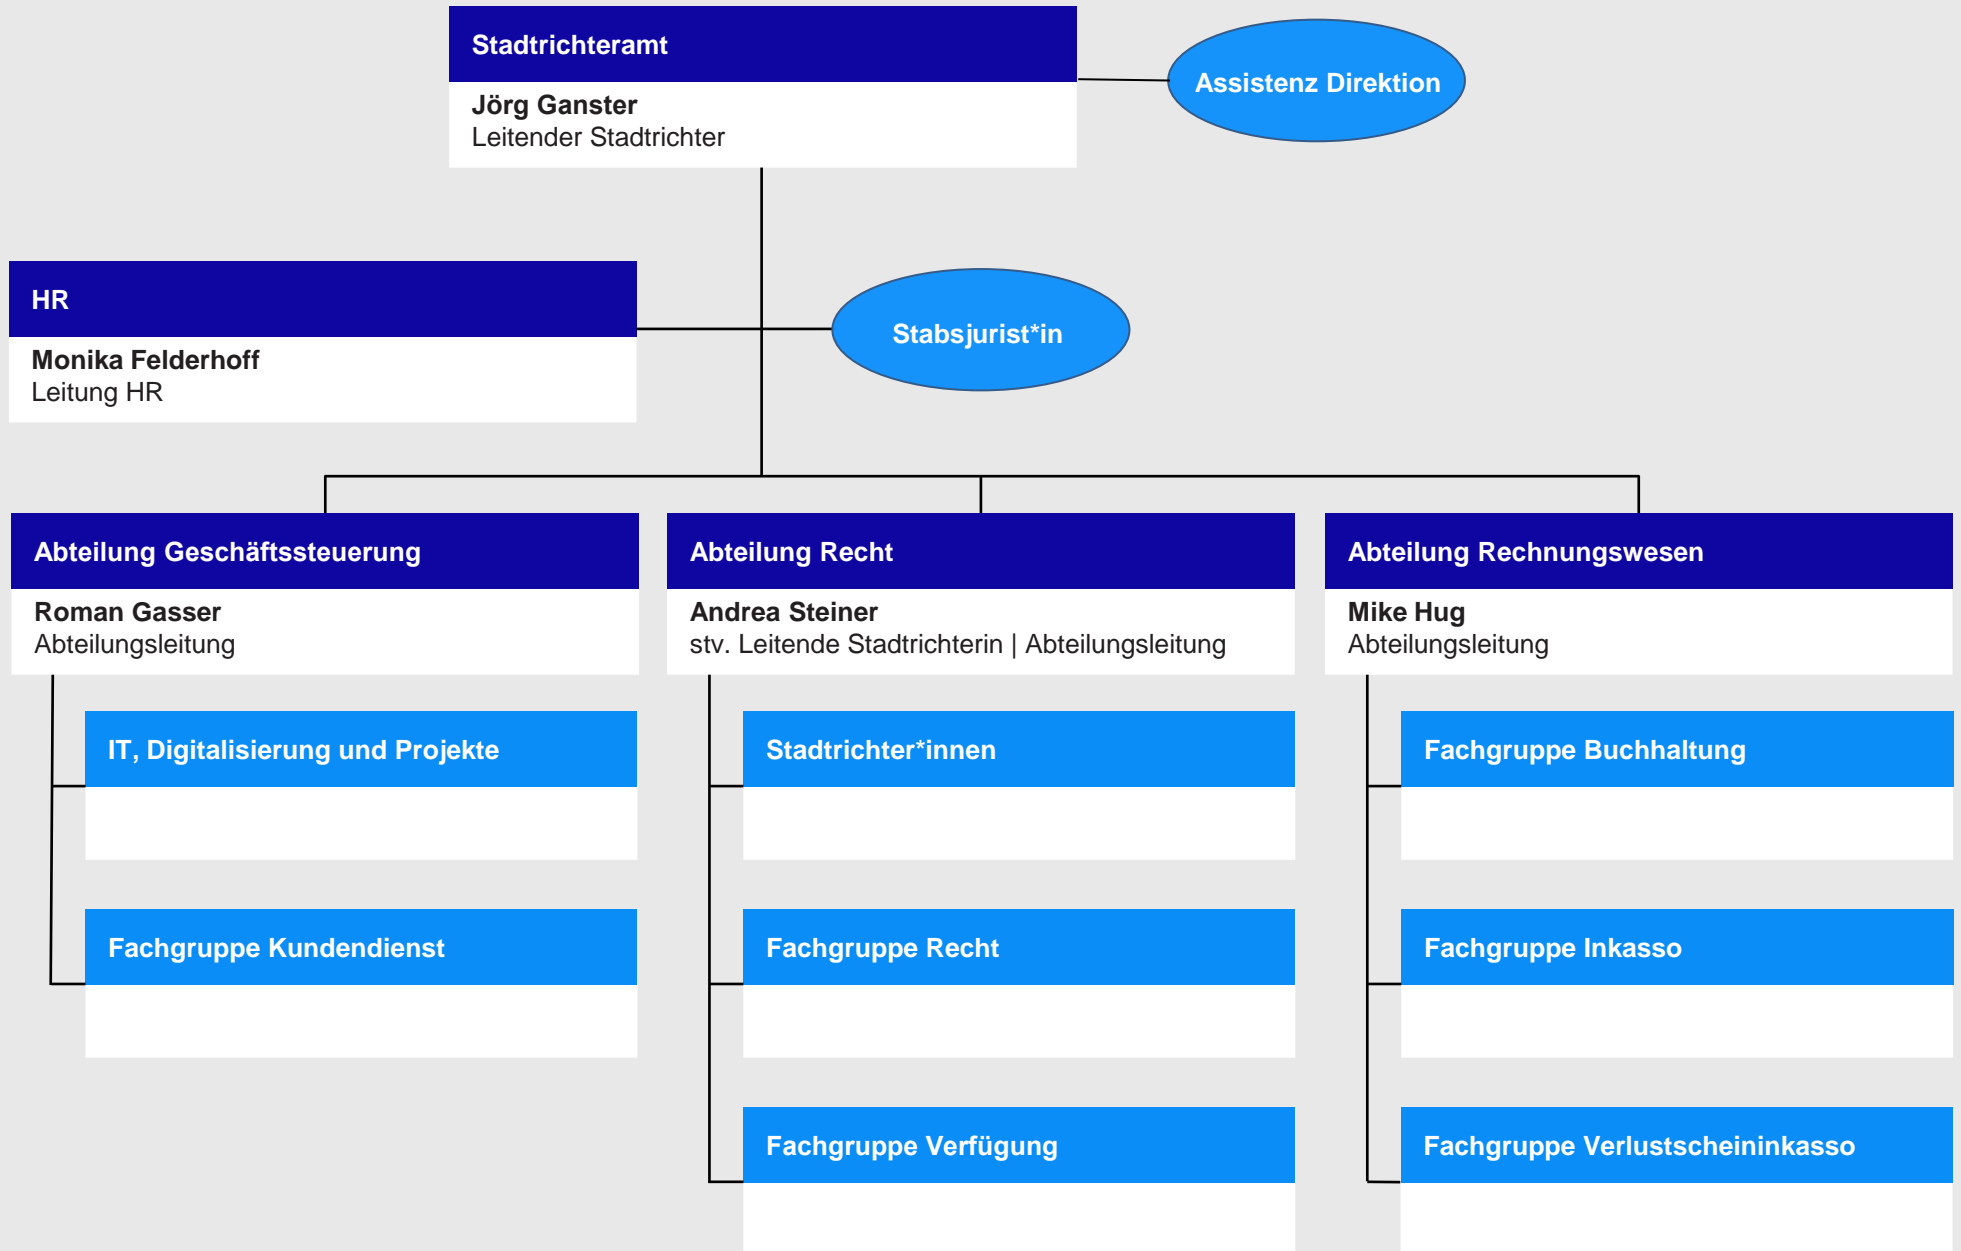 Stadtrichteramt
Jörg Ganster
Leitender Stadtrichter
Assistenz Direktion
HR
Monika Felderhoff
Leitung HR
Stabsjurist*in
Abteilung Geschäftssteuerung
Roman Gasser
Abteilungsleitung
IT, Digitalisierung und Projekte
Fachgruppe Kundendienst
Abteilung Recht
Andrea Steiner
stv. Leitende Stadtrichterin | Abteilungsleitung
Stadtrichter*innen
Fachgruppe Recht
Fachgruppe Verfügung
Abteilung Rechnungswesen
Mike Hug
Abteilungsleitung
Fachgruppe Buchhaltung
Fachgruppe Inkasso
Fachgruppe Verlustscheininkasso